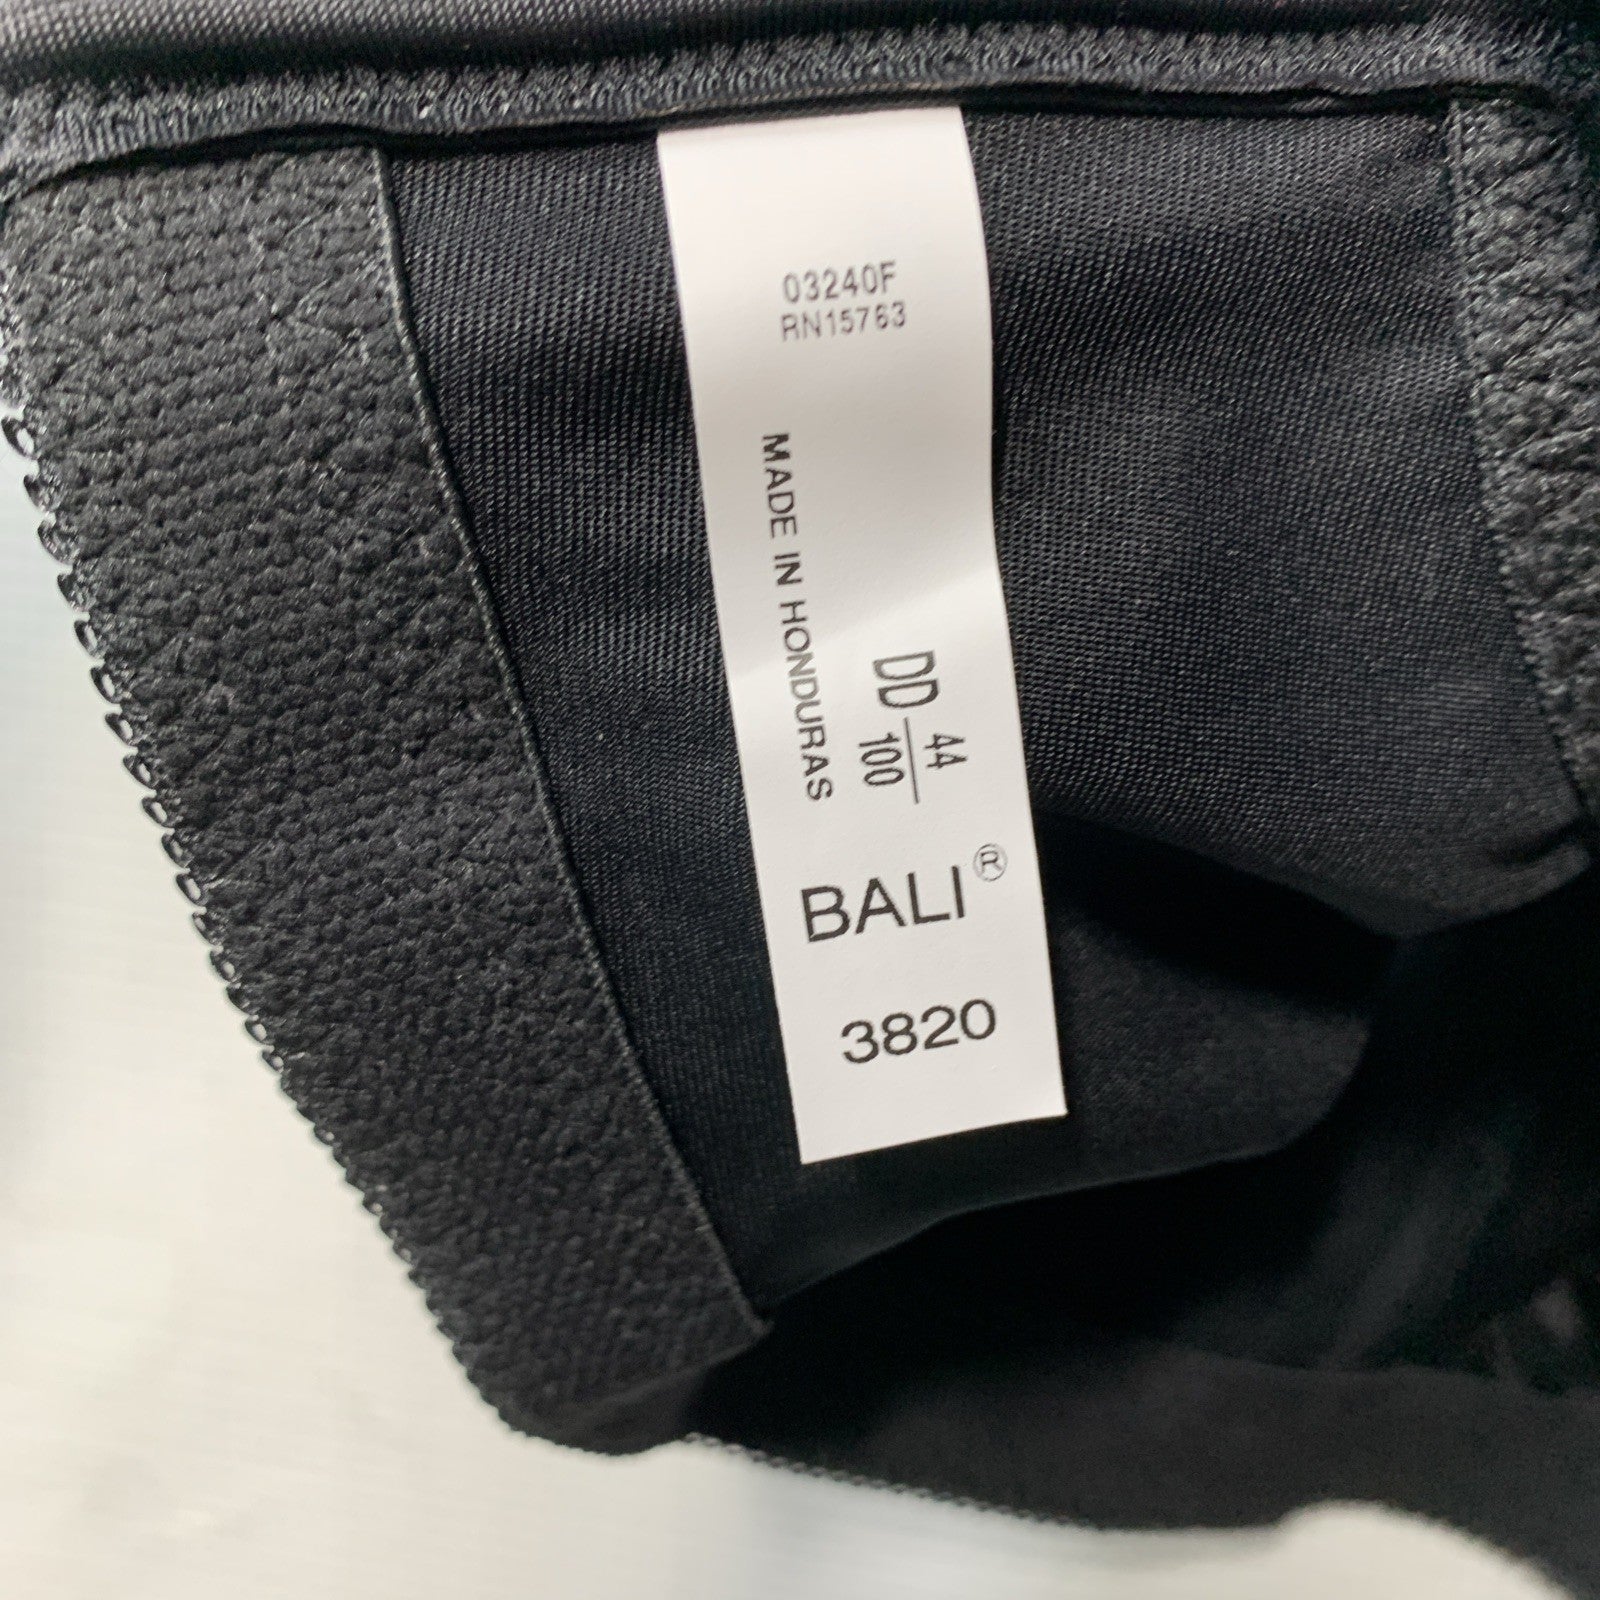 03240F
RN15763
MADE IN HONDURAS
DD 44
100
BALI®
3820